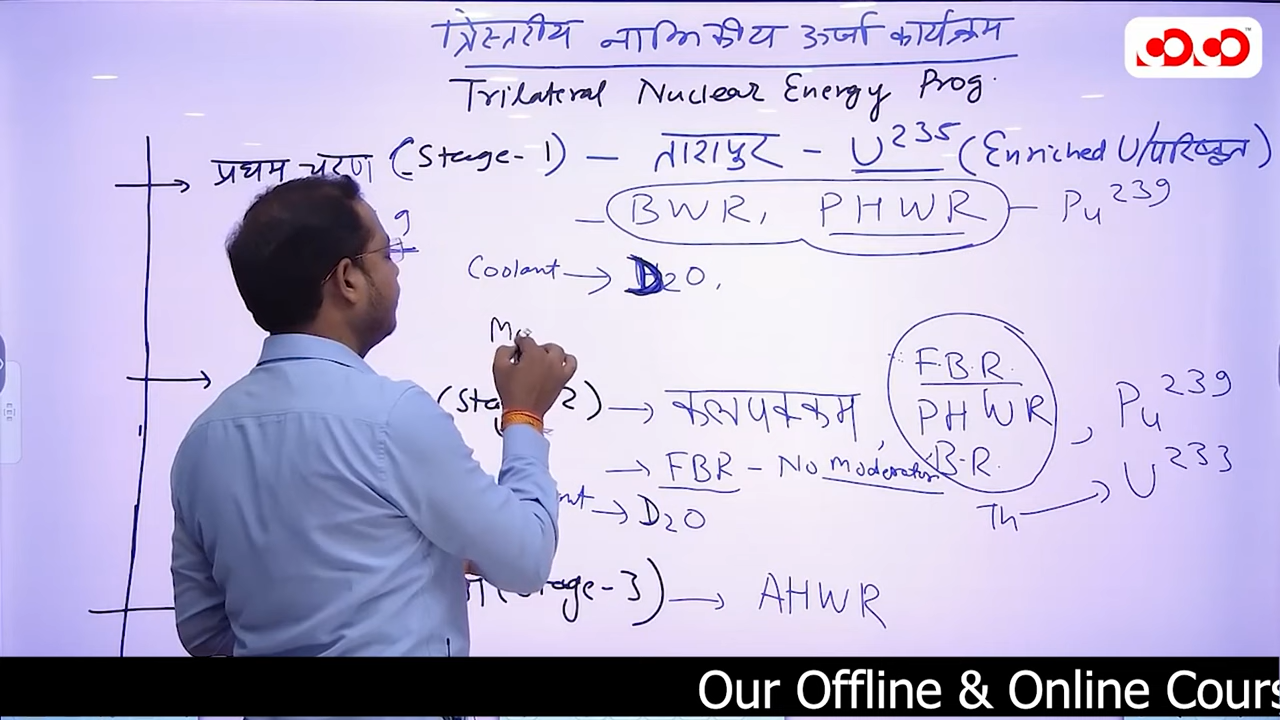 त्रिस्तरीय नाभिकीय ऊर्जा कार्यक्रम
Trilateral Nuclear Energy Prog.
प्रथम चरण (Stage-1) – तारापुर – U²³⁵ (Enriched U/परिष्कृत)
– BWR, PHWR – Pu²³⁹
Coolant → D₂O,
F.B.R.
(Sta 2) → कलपक्कम, PHWR, Pu²³⁹
→ FBR – No moderator B.R. U²³³
→ D₂O Th →
(Stage-3) → AHWR
Our Offline & Online Cours